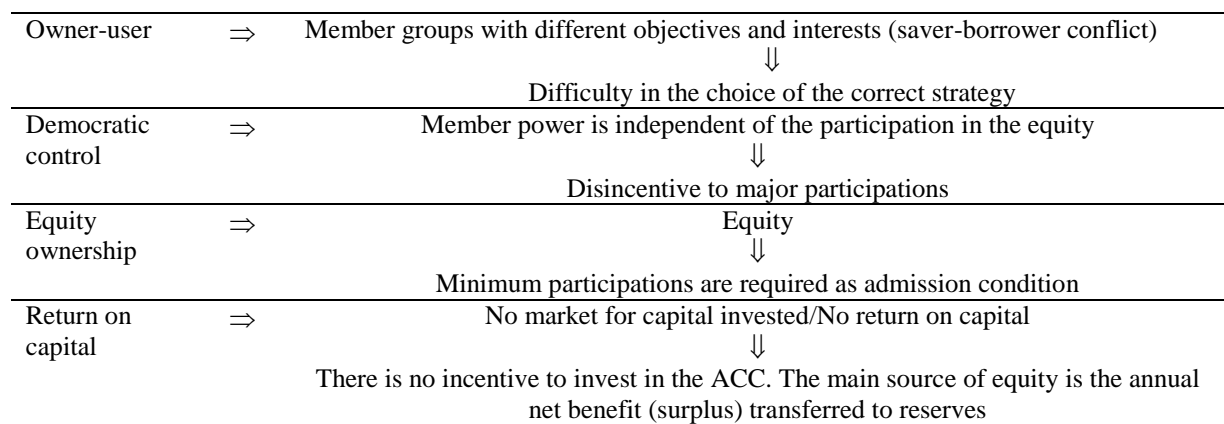 Owner-user ⇒ Member groups with different objectives and interests (saver-borrower conflict)
⇓
Difficulty in the choice of the correct strategy
Democratic ⇒ Member power is independent of the participation in the equity
control ⇓
Disincentive to major participations
Equity ⇒ Equity
ownership ⇓
Minimum participations are required as admission condition
Return on ⇒ No market for capital invested/No return on capital
capital ⇓
There is no incentive to invest in the ACC. The main source of equity is the annual
net benefit (surplus) transferred to reserves